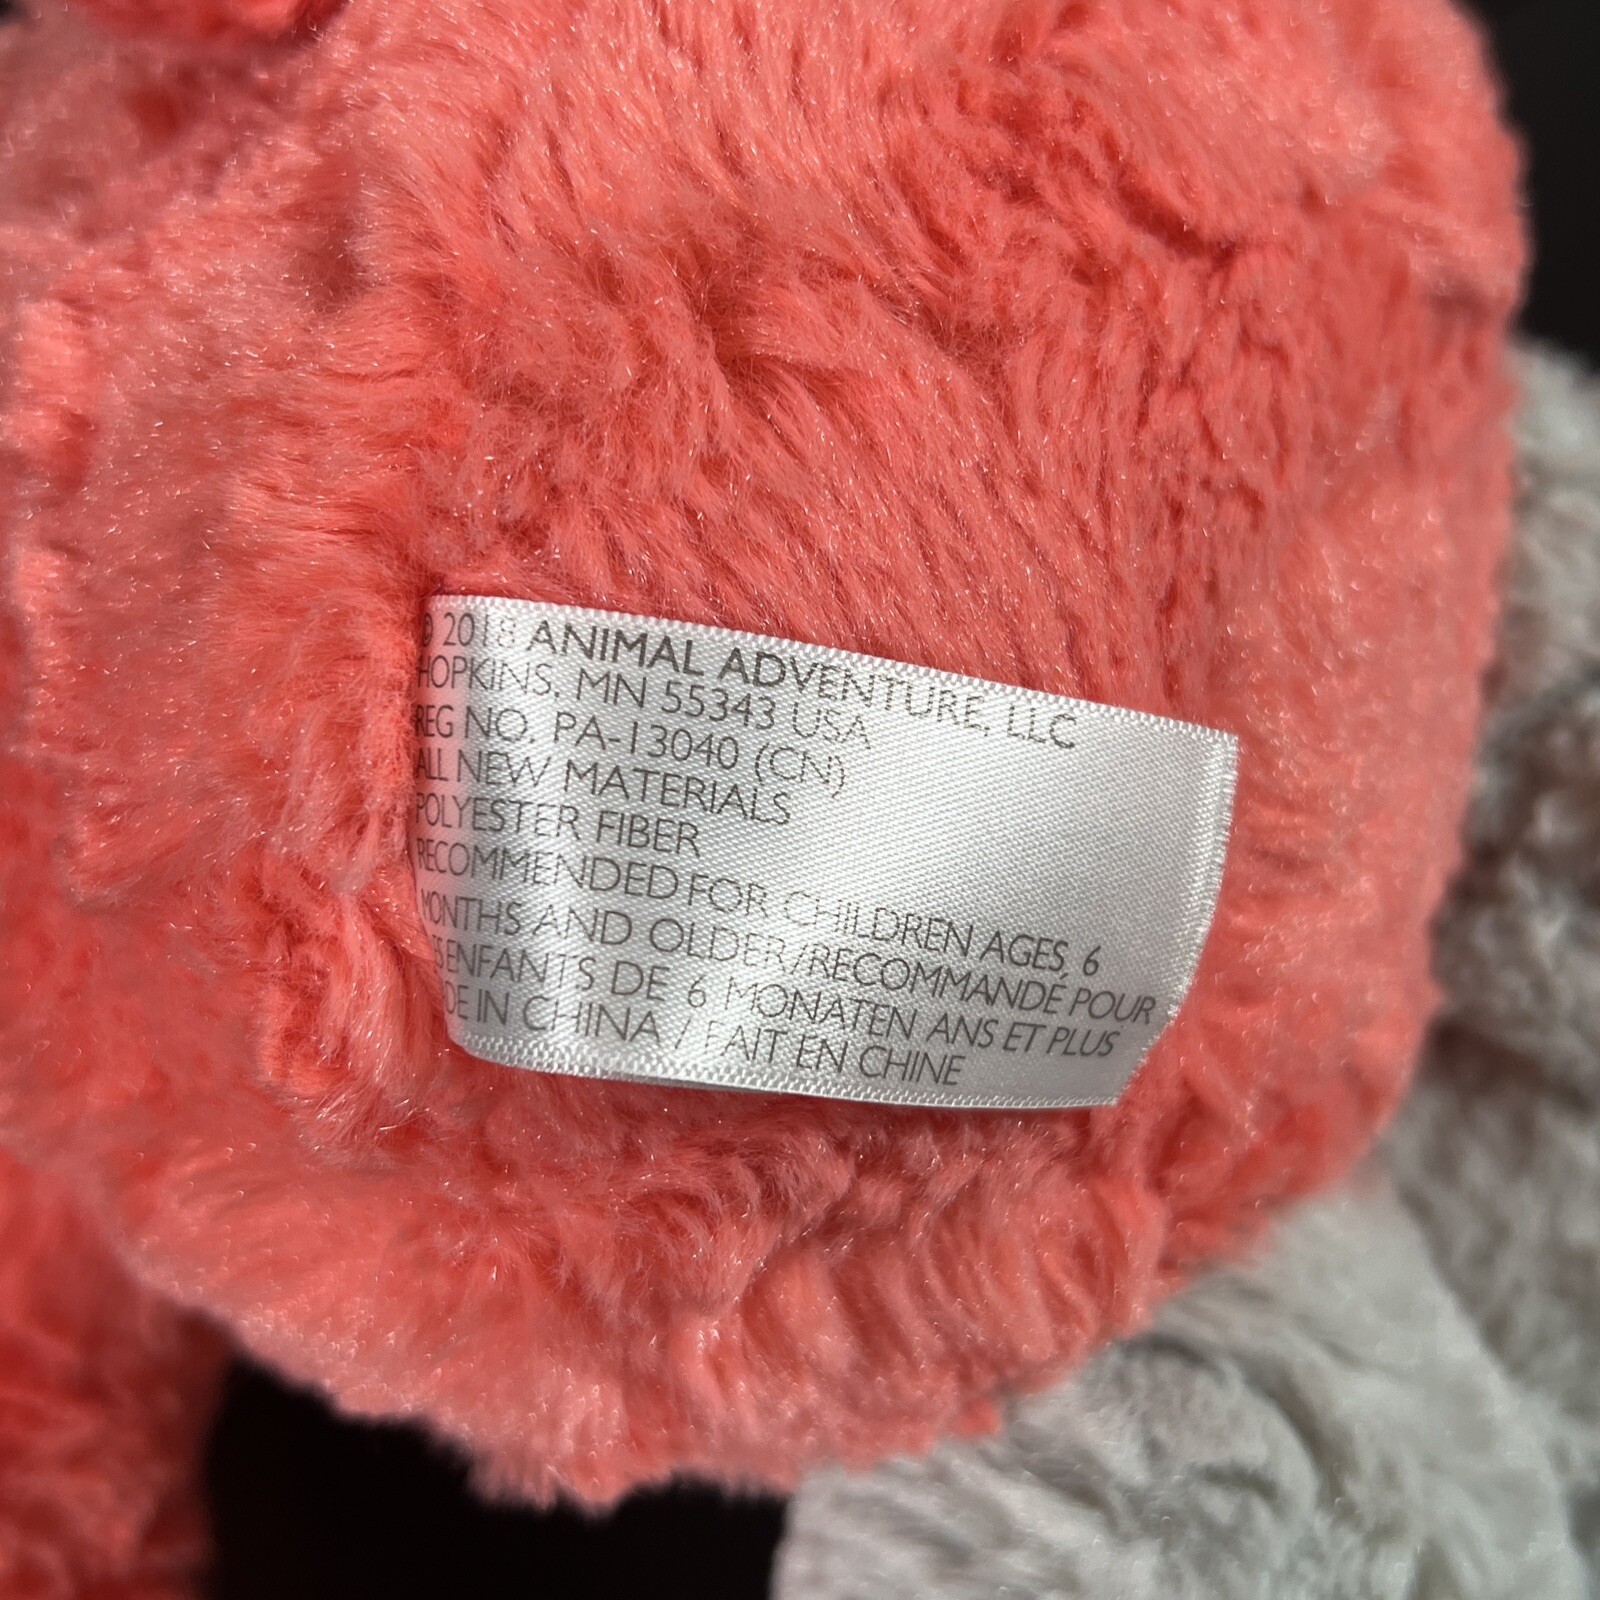 © 2018 ANIMAL ADVENTURE, LLC
HOPKINS, MN 55343 USA
REG NO. PA-13040 (CN)
ALL NEW MATERIALS
POLYESTER FIBER
RECOMMENDED FOR CHILDREN AGES, 6
MONTHS AND OLDER/RECOMMANDÉ POUR
ENFANTS DE 6 MONATEN ANS ET PLUS
DE IN CHINA / FAIT EN CHINE